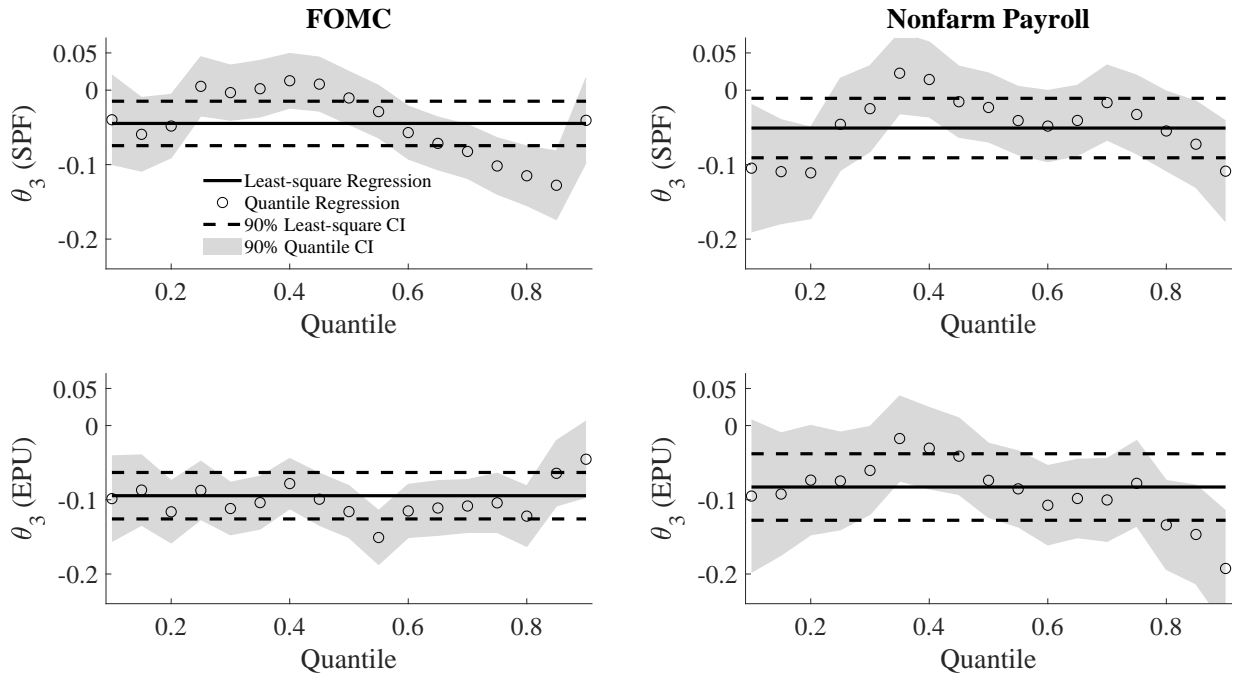 FOMC
0.05
0
-0.1
-0.2
θ_3 (SPF)
Least-square Regression
Quantile Regression
90% Least-square CI
90% Quantile CI
0.2 0.4 0.6 0.8
Quantile
Nonfarm Payroll
0.05
0
-0.1
-0.2
θ_3 (SPF)
0.2 0.4 0.6 0.8
Quantile
0.05
0
-0.1
-0.2
θ_3 (EPU)
0.2 0.4 0.6 0.8
Quantile
0.05
0
-0.1
-0.2
θ_3 (EPU)
0.2 0.4 0.6 0.8
Quantile